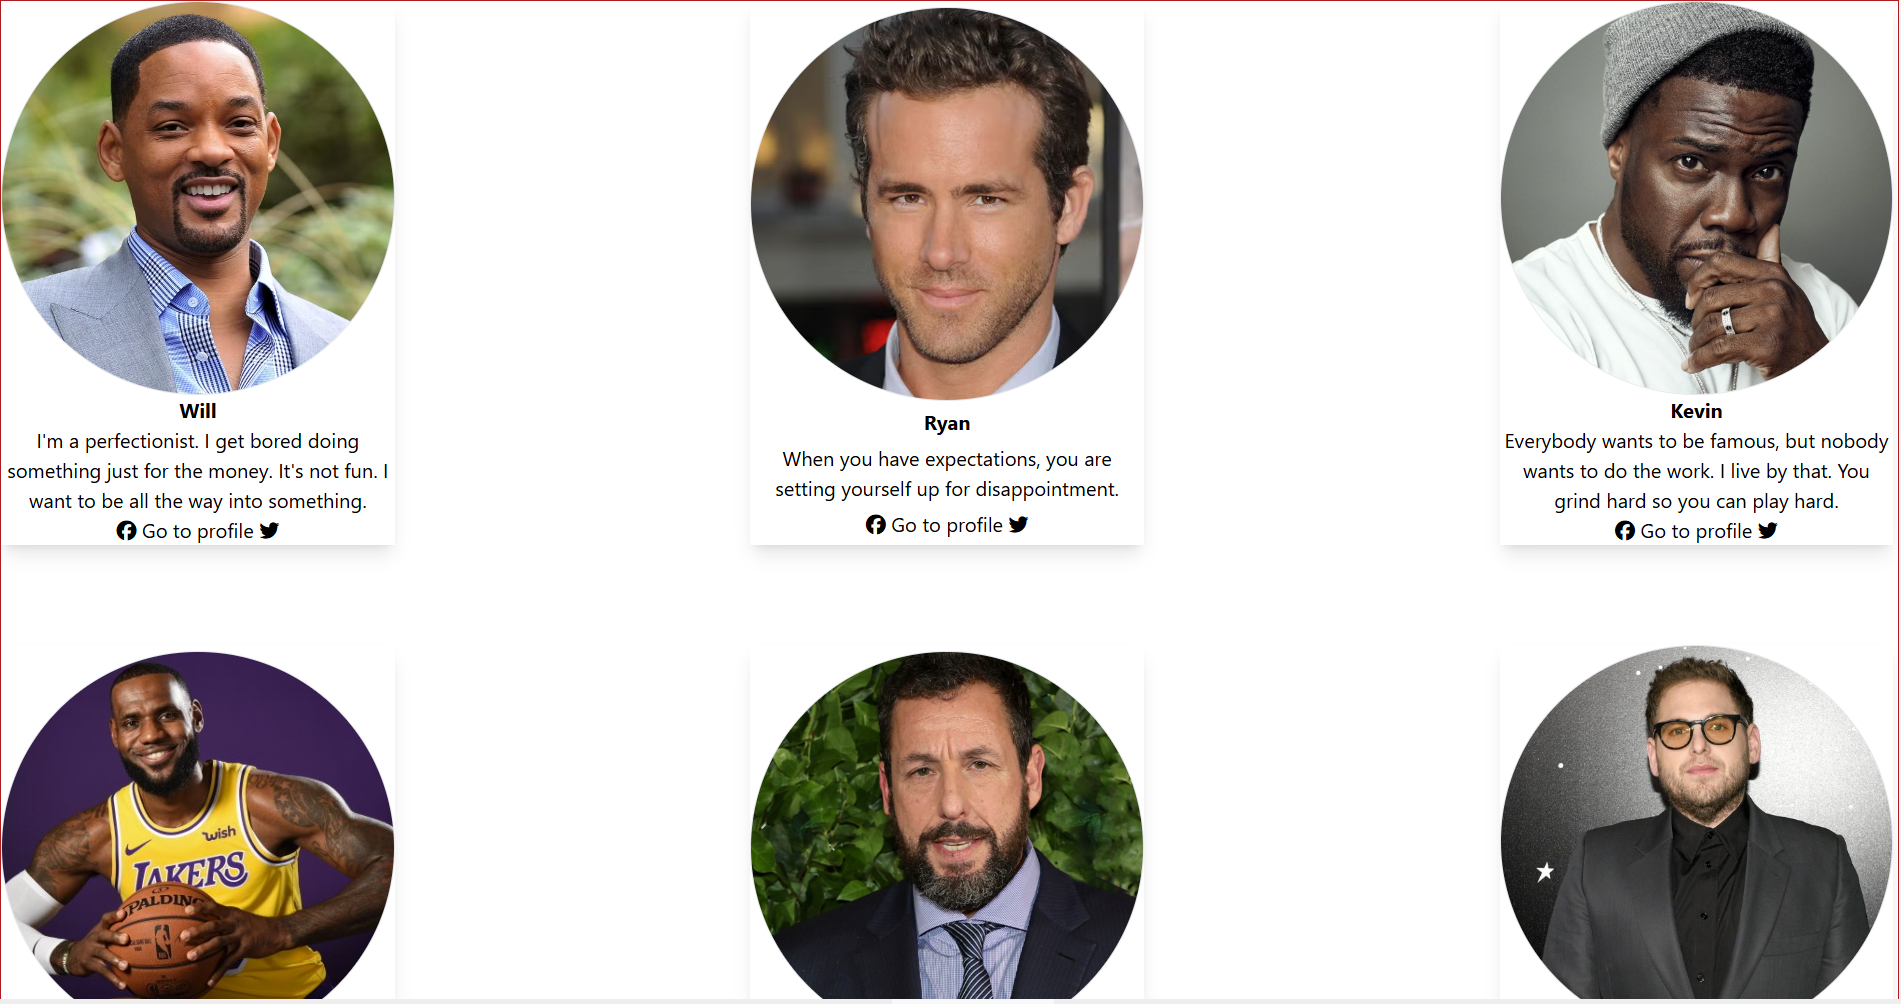 Will
I'm a perfectionist. I get bored doing
something just for the money. It's not fun. I
want to be all the way into something.
Go to profile
Ryan
When you have expectations, you are
setting yourself up for disappointment.
Go to profile
Kevin
Everybody wants to be famous, but nobody
wants to do the work. I live by that. You
grind hard so you can play hard.
Go to profile
wish
LAKERS
SPALDING